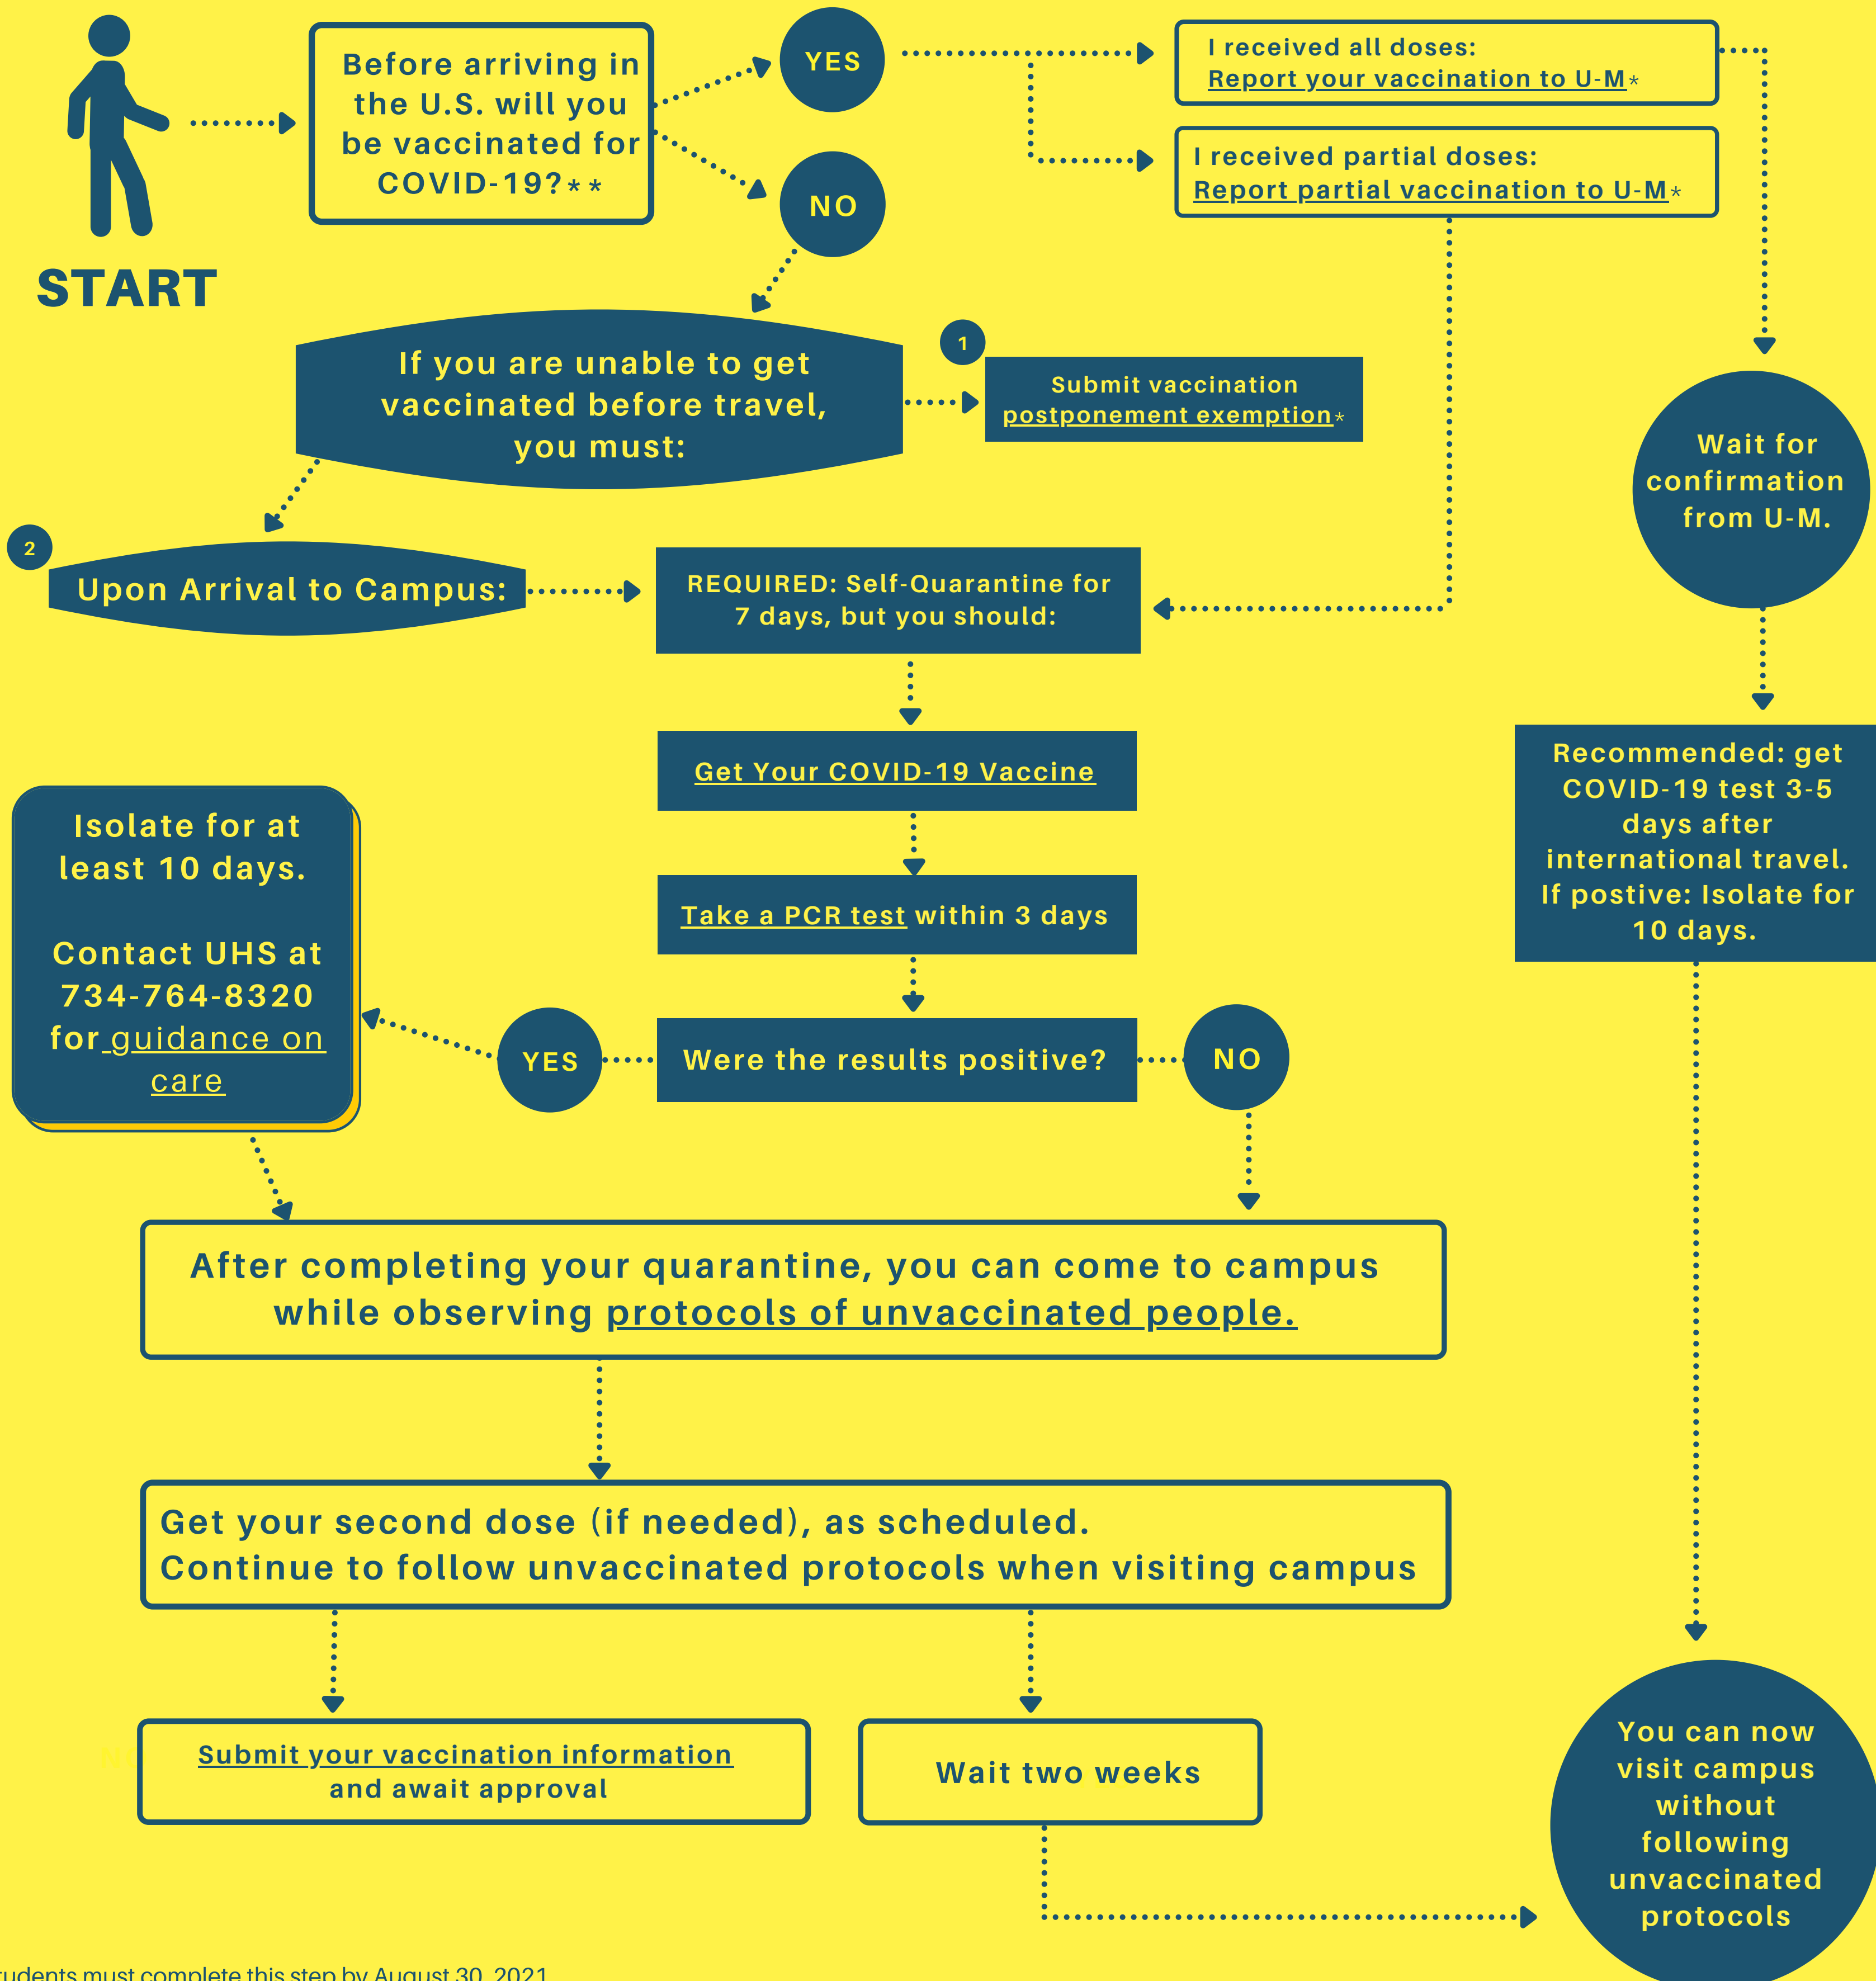 START
Before arriving in
the U.S. will you
be vaccinated for
COVID-19?**
YES
NO
I received all doses:
Report your vaccination to U-M*
I received partial doses:
Report partial vaccination to U-M*
If you are unable to get
vaccinated before travel,
you must:
1
Submit vaccination
postponement exemption*
Wait for
confirmation
from U-M.
2
Upon Arrival to Campus:
REQUIRED: Self-Quarantine for
7 days, but you should:
Get Your COVID-19 Vaccine
Take a PCR test within 3 days
Recommended: get
COVID-19 test 3-5
days after
international travel.
If postive: Isolate for
10 days.
Isolate for at
least 10 days.
Contact UHS at
734-764-8320
for guidance on
care
YES
Were the results positive?
NO
After completing your quarantine, you can come to campus
while observing protocols of unvaccinated people.
Get your second dose (if needed), as scheduled.
Continue to follow unvaccinated protocols when visiting campus
Submit your vaccination information
and await approval
Wait two weeks
You can now
visit campus
without
following
unvaccinated
protocols
must complete this step by August 30, 2021